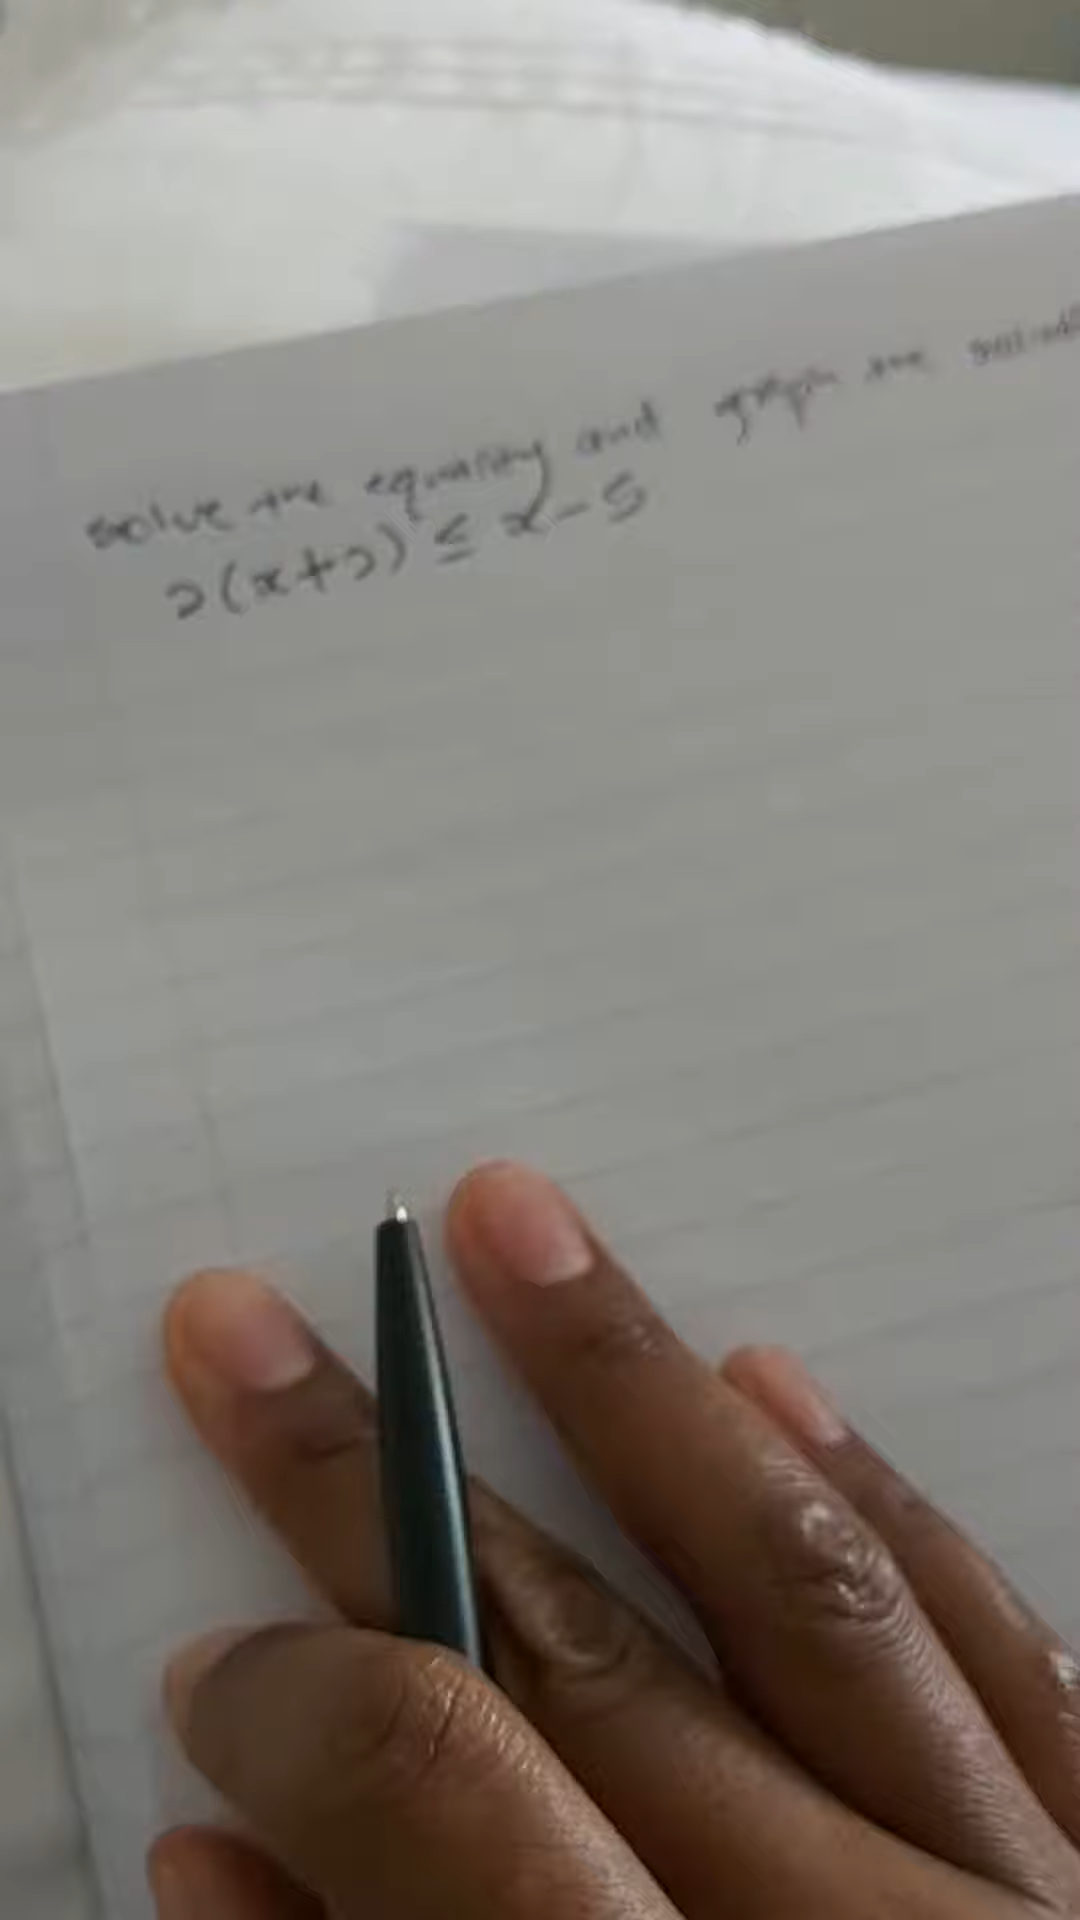 solve the equality and graph the
2(x+2) ≤ x-5